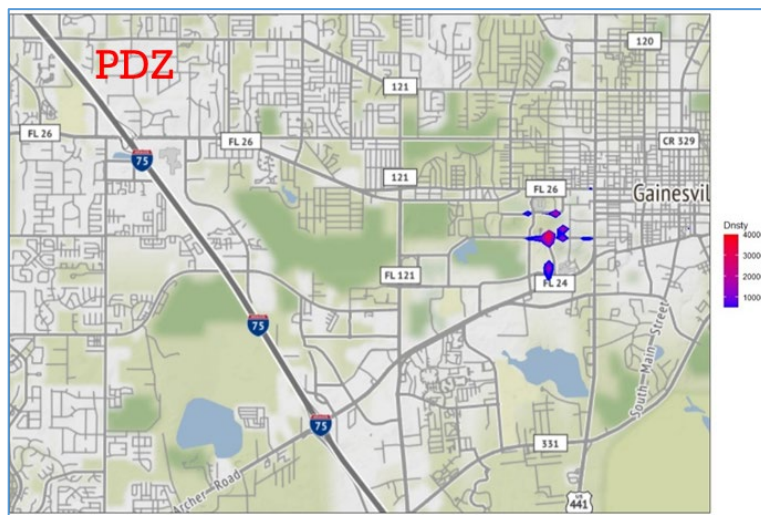 PDZ
120
121
FL 26
FL 26
CR 329
75
121
FL 26
Gainesvil
Dnsty
4000
3000
2000
1000
FL 121
FL 24
75
South Main Street
75
331
Archer Road
US
441